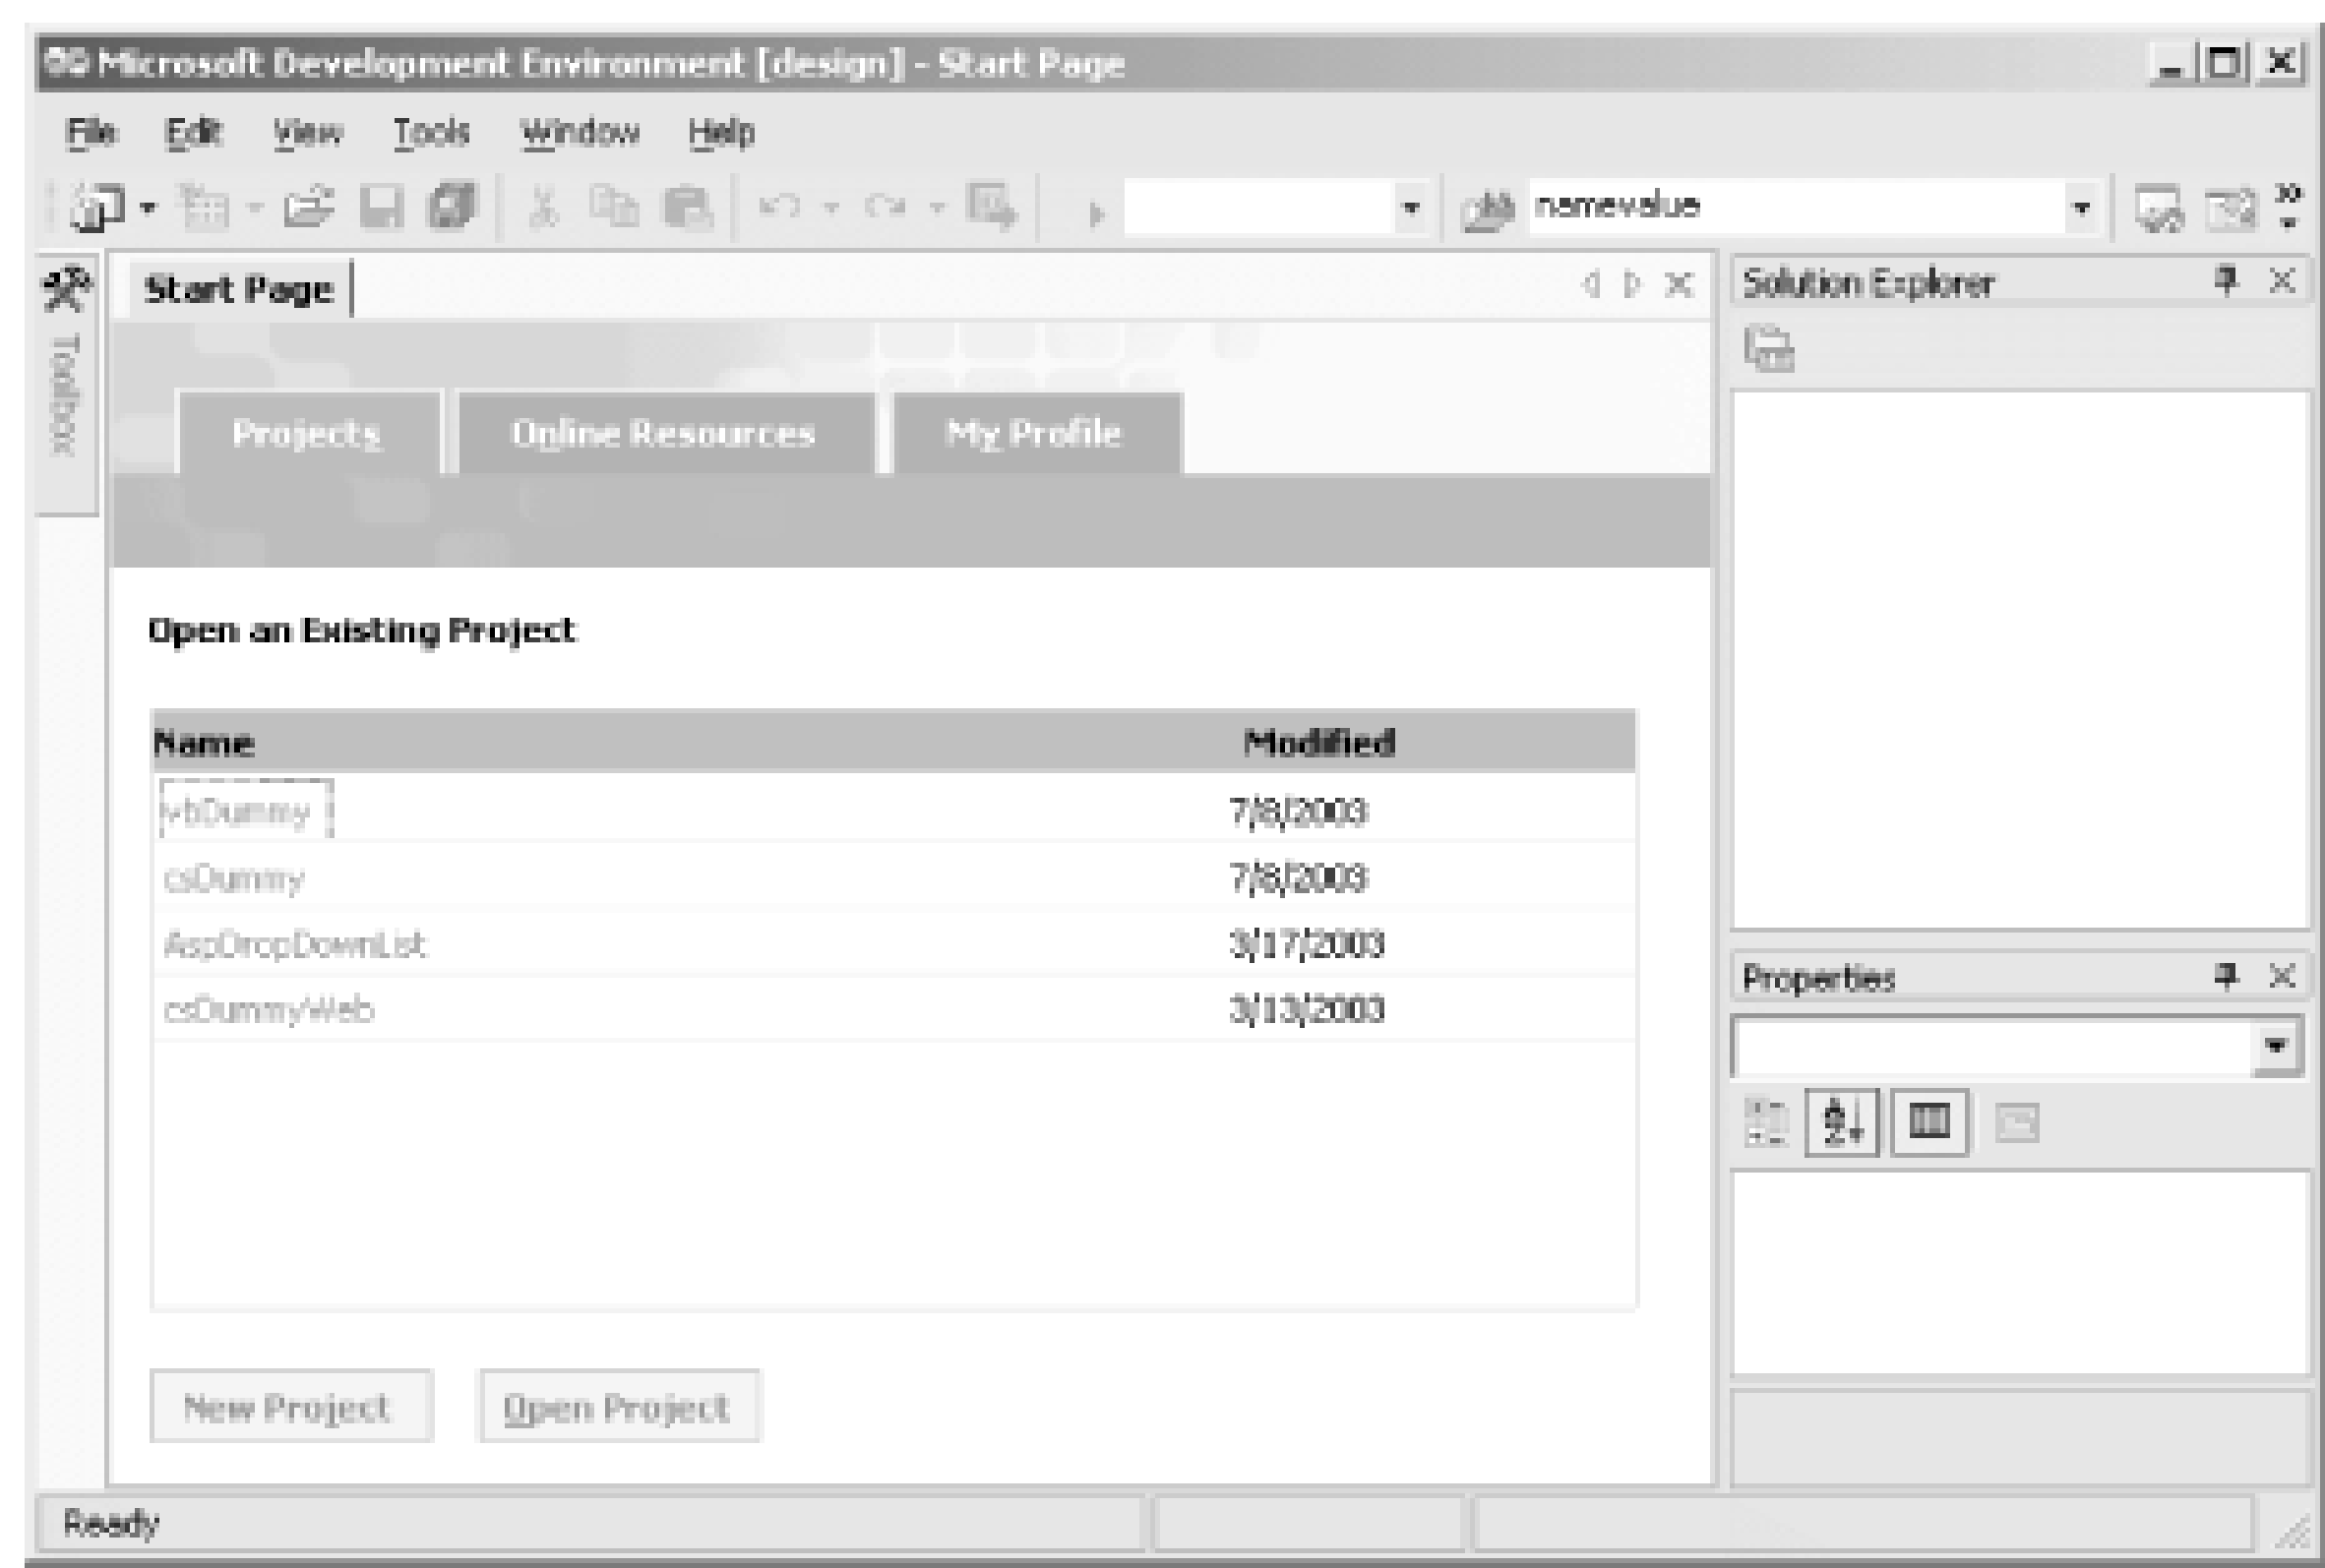 Microsoft Development Environment [design] - Start Page
File Edit View Tools Window Help
namevalue
Toolbox
Start Page
Solution Explorer
Projects Online Resources My Profile
Open an Existing Project
Name Modified
vbDummy 7/8/2003
csDummy 7/8/2003
AspDropDownList 3/17/2003
csDummyWeb 3/13/2003
Properties
New Project Open Project
Ready